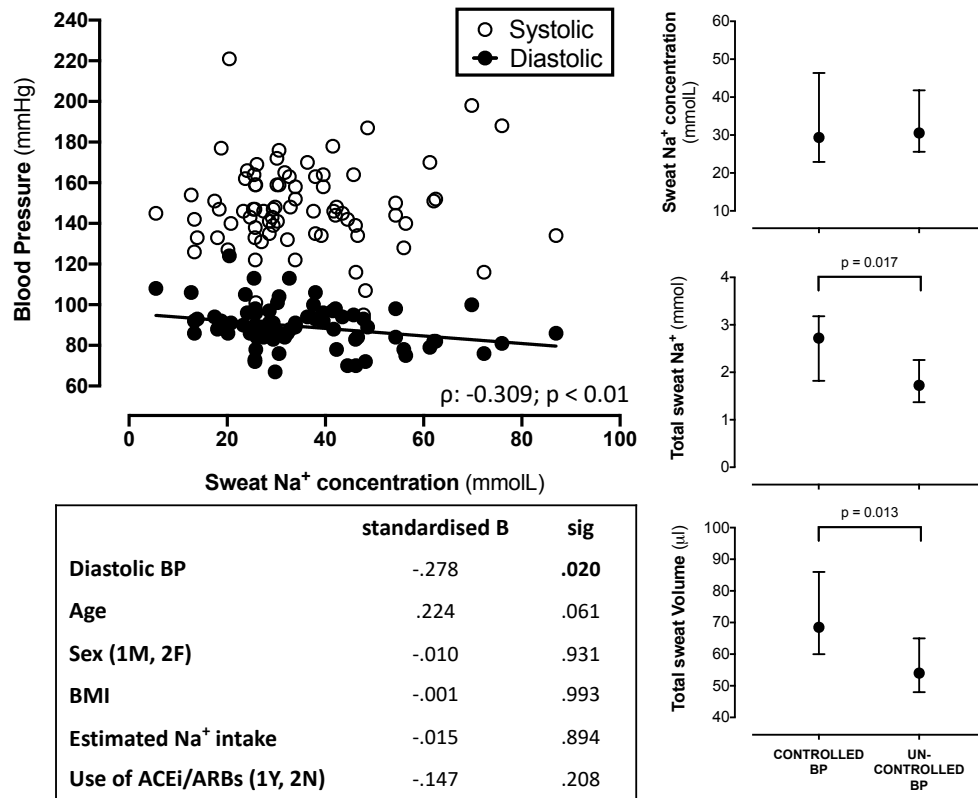 240
220
200
180
160
140
120
100
80
60
Blood Pressure (mmHg)
Systolic
Diastolic
ρ: -0.309; p < 0.01
0 20 40 60 80 100
Sweat Na⁺ concentration (mmolL)
standardised B sig
Diastolic BP -.278 .020
Age .224 .061
Sex (1M, 2F) -.010 .931
BMI -.001 .993
Estimated Na⁺ intake -.015 .894
Use of ACEi/ARBs (1Y, 2N) -.147 .208
Sweat Na⁺ concentration
(mmolL)
60
50
40
30
20
10
Total sweat Na⁺ (mmol)
4
3
2
1
0
p = 0.017
Total sweat Volume (µl)
100
90
80
70
60
50
40
p = 0.013
CONTROLLED
BP
UN-
CONTROLLED
BP